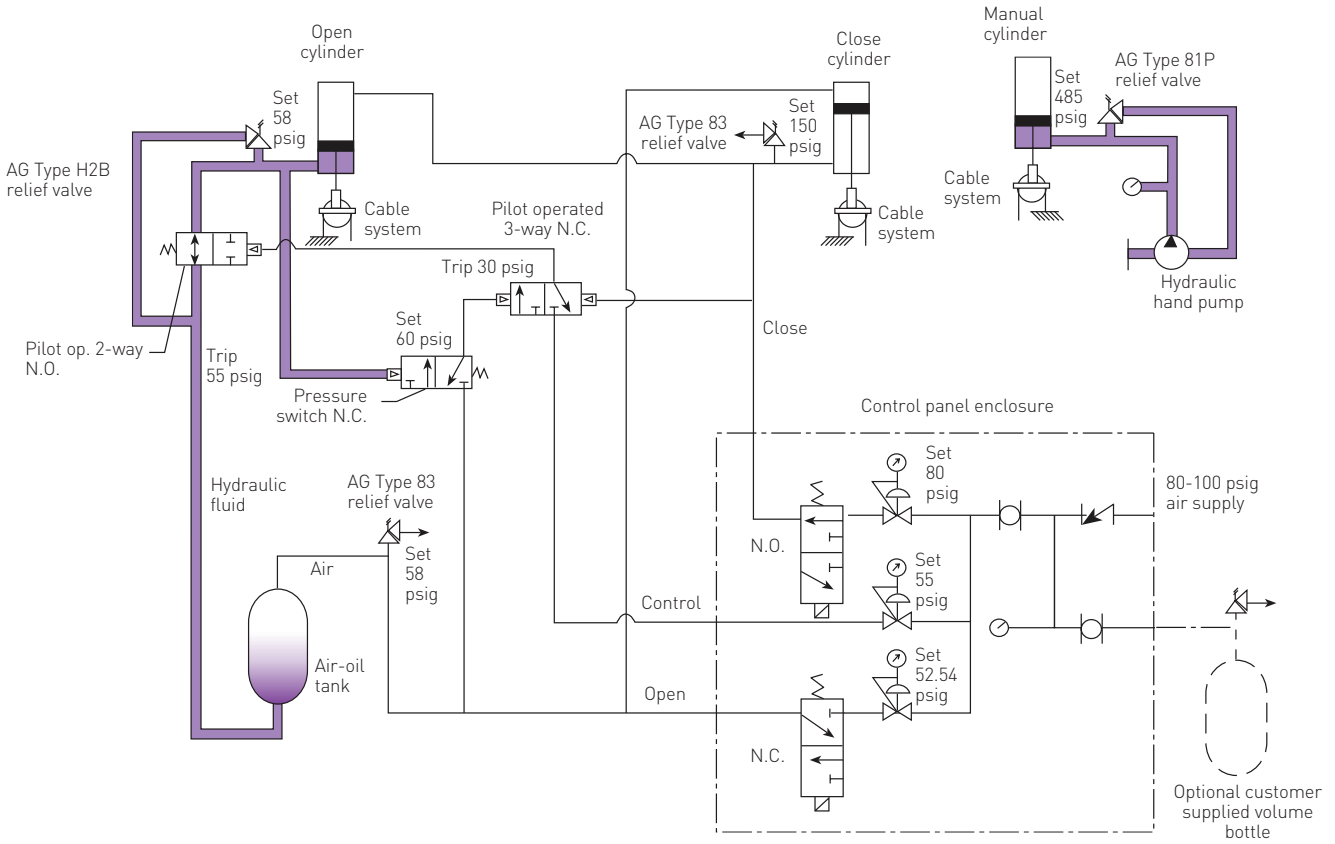 Open
cylinder
Close
cylinder
Manual
cylinder
Set
58
psig
AG Type H2B
relief valve
AG Type 83
relief valve
Set
150
psig
Set
485
psig
AG Type 81P
relief valve
Cable
system
Pilot operated
3-way N.C.
Cable
system
Cable
system
Trip 30 psig
Hydraulic
hand pump
Set
60 psig
Close
Pilot op. 2-way
N.O.
Trip
55 psig
Pressure
switch N.C.
Control panel enclosure
Hydraulic
fluid
AG Type 83
relief valve
Set
80
psig
80-100 psig
air supply
N.O.
Air
Set
58
psig
Set
55
psig
Control
Air-oil
tank
Set
52.54
psig
Open
N.C.
Optional customer
supplied volume
bottle